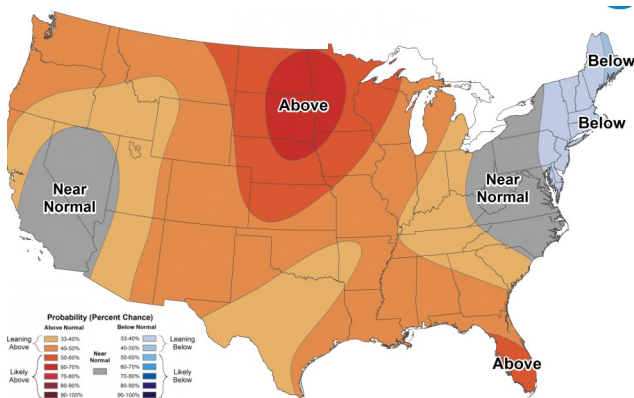 Below
Above
Below
Near
Normal
Near
Normal
Above
Probability (Percent Chance)
Above Normal
Below Normal
Leaning
Above
33-40%
40-50%
Likely
Above
50-60%
60-70%
70-80%
80-90%
90-100%
Near
Normal
33-40%
40-50%
Leaning
Below
50-60%
60-70%
70-80%
80-90%
90-100%
Likely
Below